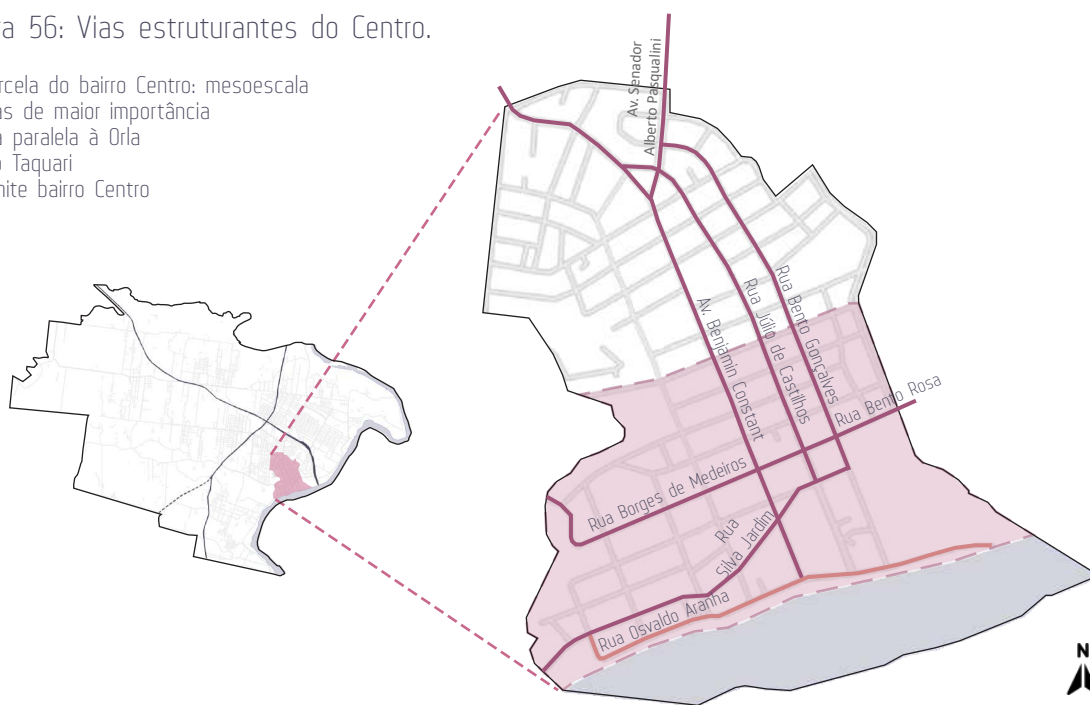 a 56: Vias estruturantes do Centro.
rcela do bairro Centro: mesoescala
as de maior importância
a paralela à Orla
o Taquari
nite bairro Centro
Av. Senador
Alberto Pasqualini
Av. Benjamin Constant
Rua Júlio de Castilhos
Rua Bento Gonçalves
Rua Bento Rosa
Rua Borges de Medeiros
Rua
Silva Jardim
Rua Osvaldo Aranha
N